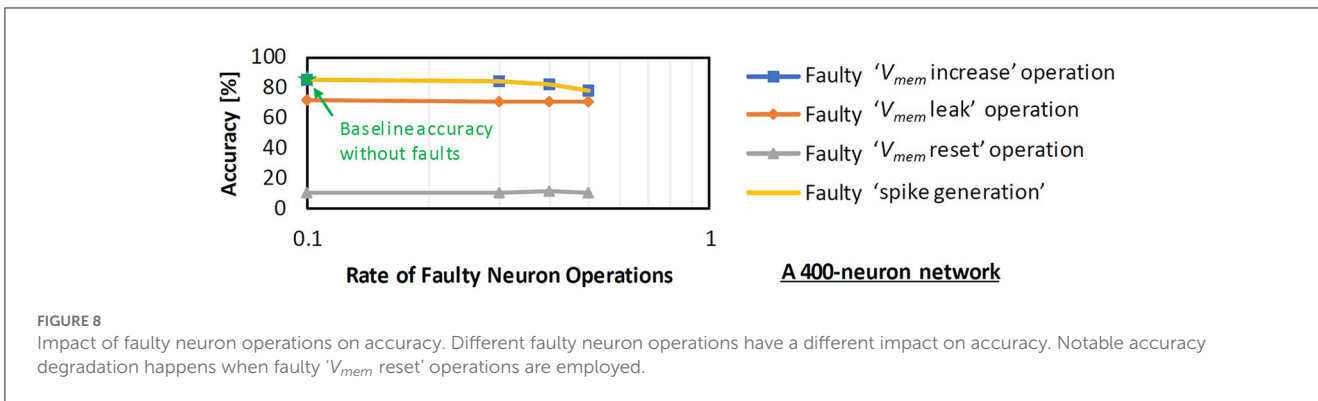 100
80
60
40
20
0
Accuracy [%]
Baseline accuracy
without faults
0.1
1
Rate of Faulty Neuron Operations
Faulty ‘Vmem increase’ operation
Faulty ‘Vmem leak’ operation
Faulty ‘Vmem reset’ operation
Faulty ‘spike generation’
A 400-neuron network
FIGURE 8
Impact of faulty neuron operations on accuracy. Different faulty neuron operations have a different impact on accuracy. Notable accuracy
degradation happens when faulty ‘Vmem reset’ operations are employed.